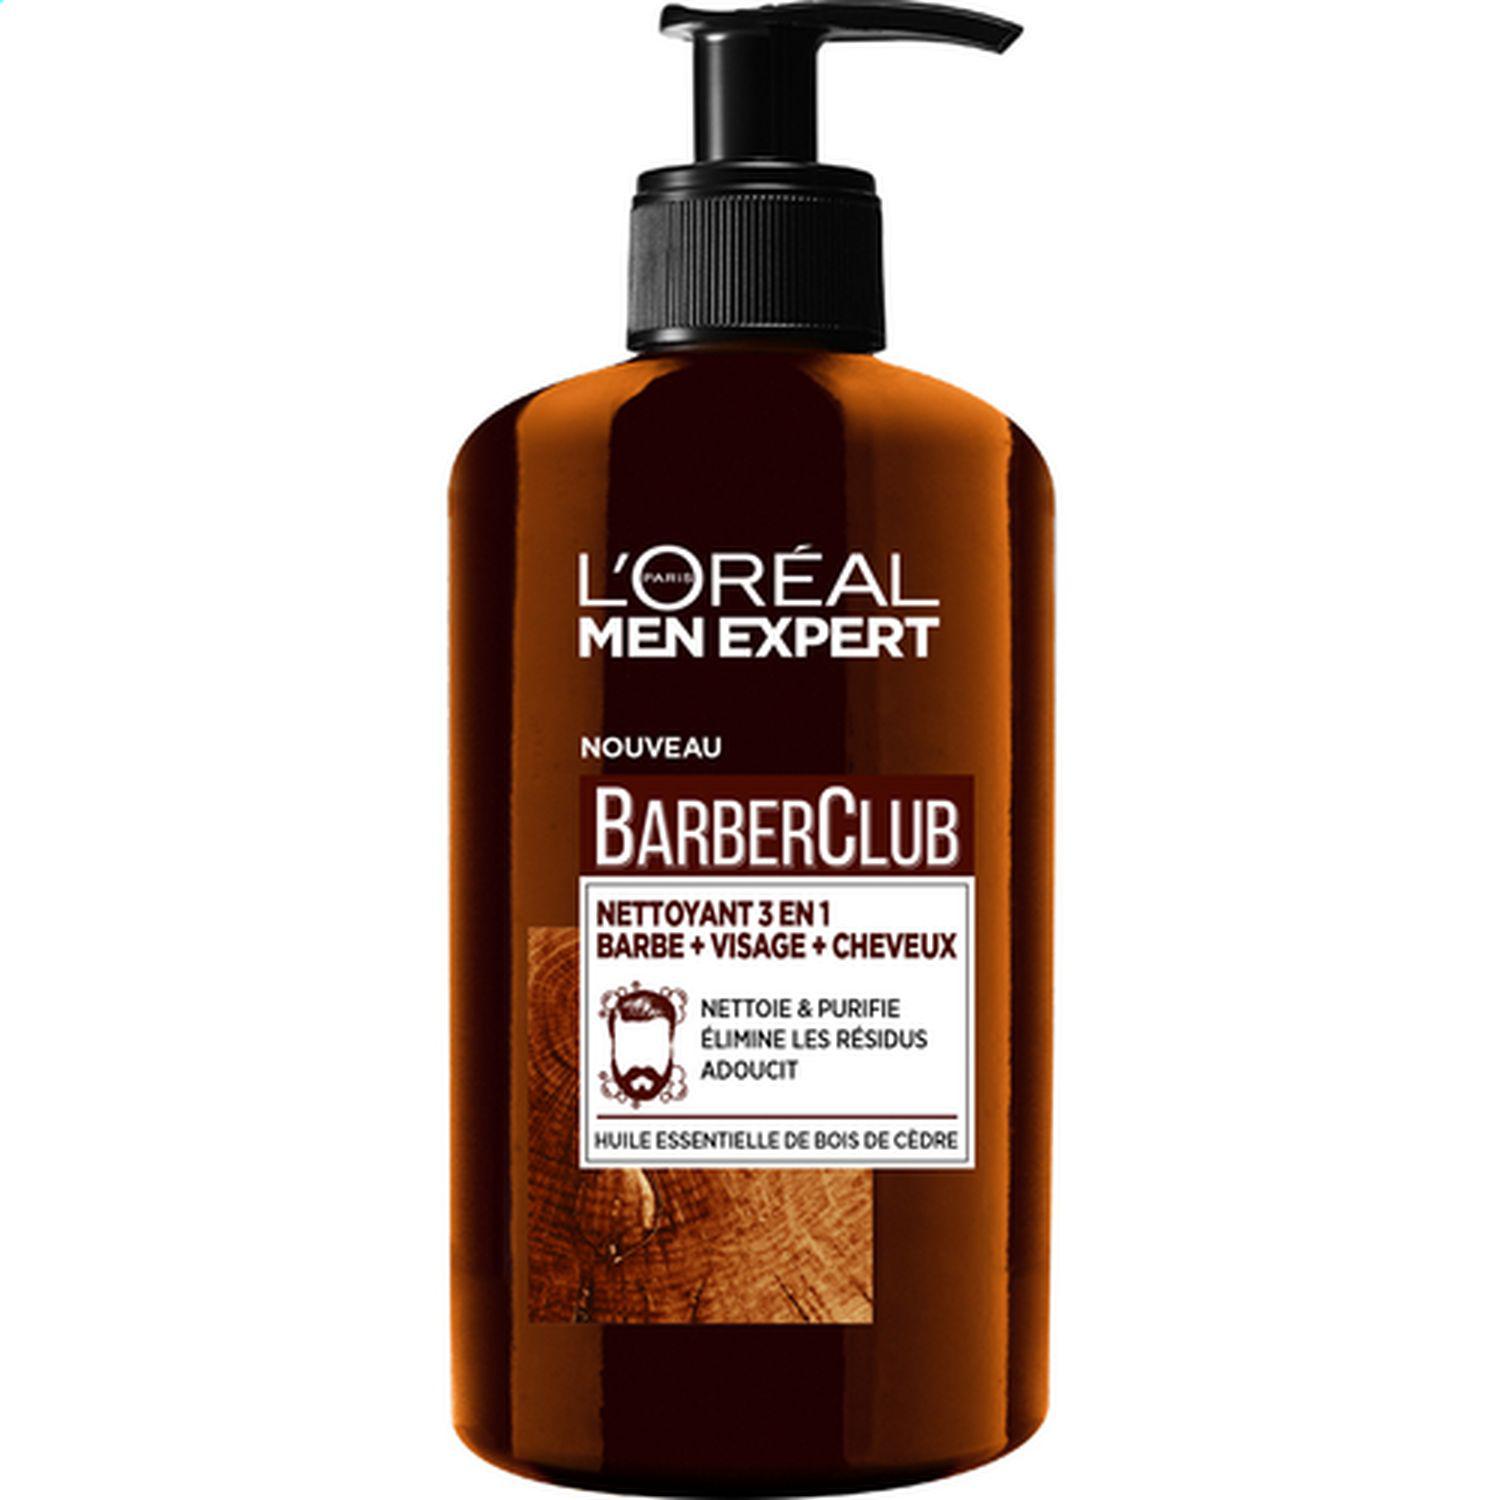 L'ORÉAL
PARIS
MEN EXPERT
NOUVEAU
BARBERCLUB
NETTOYANT 3 EN 1
BARBE + VISAGE + CHEVEUX
NETTOIE & PURIFIE
ÉLIMINE LES RÉSIDUS
ADOUCIT
HUILE ESSENTIELLE DE BOIS DE CÈDRE